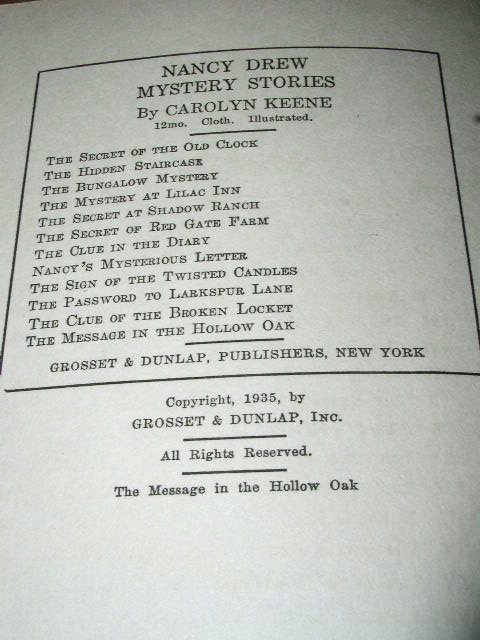 NANCY DREW
MYSTERY STORIES
By CAROLYN KEENE
12mo. Cloth. Illustrated.
THE SECRET OF THE OLD CLOCK
THE HIDDEN STAIRCASE
THE BUNGALOW MYSTERY
THE MYSTERY AT LILAC INN
THE SECRET AT SHADOW RANCH
THE SECRET OF RED GATE FARM
THE CLUE IN THE DIARY
NANCY'S MYSTERIOUS LETTER
THE SIGN OF THE TWISTED CANDLES
THE PASSWORD TO LARKSPUR LANE
THE CLUE OF THE BROKEN LOCKET
THE MESSAGE IN THE HOLLOW OAK
GROSSET & DUNLAP, PUBLISHERS, NEW YORK
Copyright, 1935, by
GROSSET & DUNLAP, INC.
All Rights Reserved.
The Message in the Hollow Oak